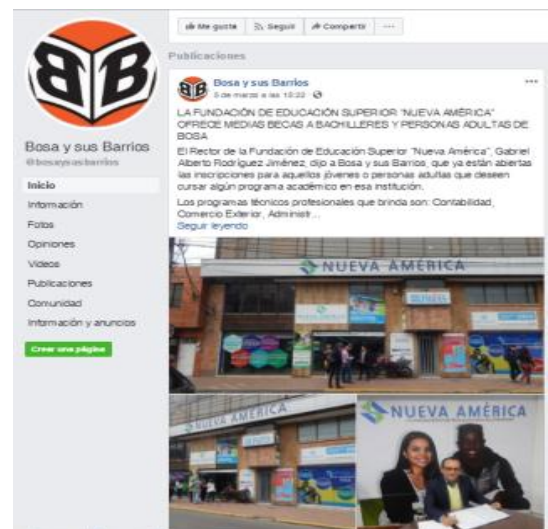 Me gusta Seguir Compartir ...
Publicaciones
BB
Bosa y sus Barrios
5 de marzo a las 15:22
LA FUNDACIÓN DE EDUCACIÓN SUPERIOR "NUEVA AMÉRICA"
OFRECE MEDIAS BECAS A BACHILLERES Y PERSONAS ADULTAS DE
BOSA
El Rector de la Fundación de Educación Superior "Nueva América", Gabriel
Alberto Rodríguez Jiménez, dijo a Bosa y sus Barrios, que ya están abiertas
las inscripciones para aquellos jóvenes o personas adultas que deseen
cursar algún programa académico en esa institución.
Los programas técnicos profesionales que brinda son: Contabilidad,
Comercio Exterior, Administr...
Seguir leyendo
BB
Bosa y sus Barrios
@bosaysusbarrios
Inicio
Información
Fotos
Opiniones
Videos
Publicaciones
Comunidad
Información y anuncios
Crear una página
NUEVA AMÉRICA
NUEVA AMÉRICA
NUEVA AMÉRICA